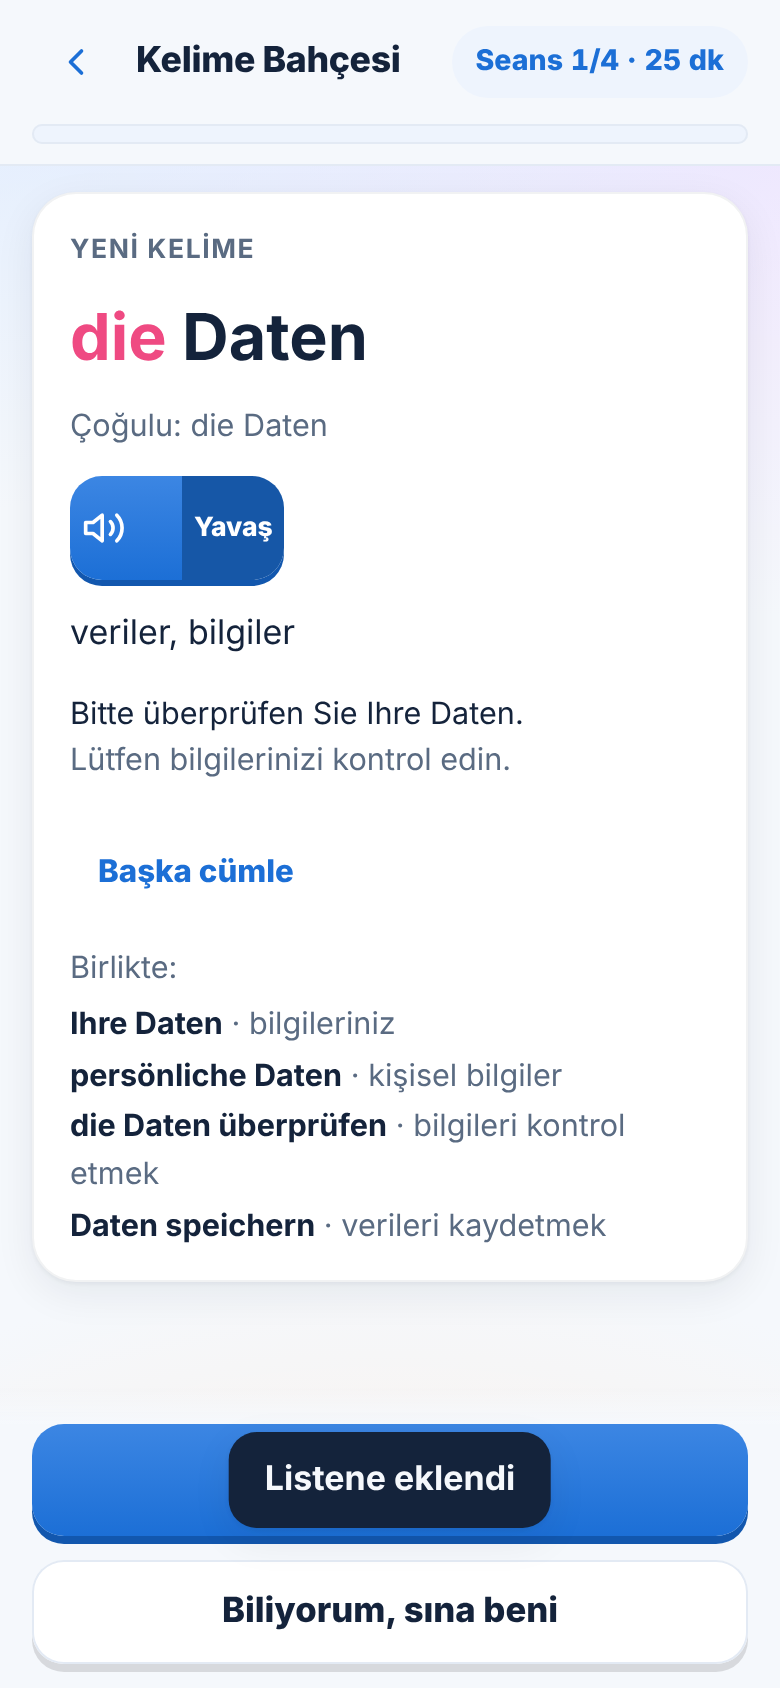 Kelime Bahçesi
Seans 1/4 · 25 dk
YENİ KELİME
die Daten
Çoğulu: die Daten
Yavaş
veriler, bilgiler
Bitte überprüfen Sie Ihre Daten.
Lütfen bilgilerinizi kontrol edin.
Başka cümle
Birlikte:
Ihre Daten · bilgileriniz
persönliche Daten · kişisel bilgiler
die Daten überprüfen · bilgileri kontrol
etmek
Daten speichern · verileri kaydetmek
Listene eklendi
Biliyorum, sına beni